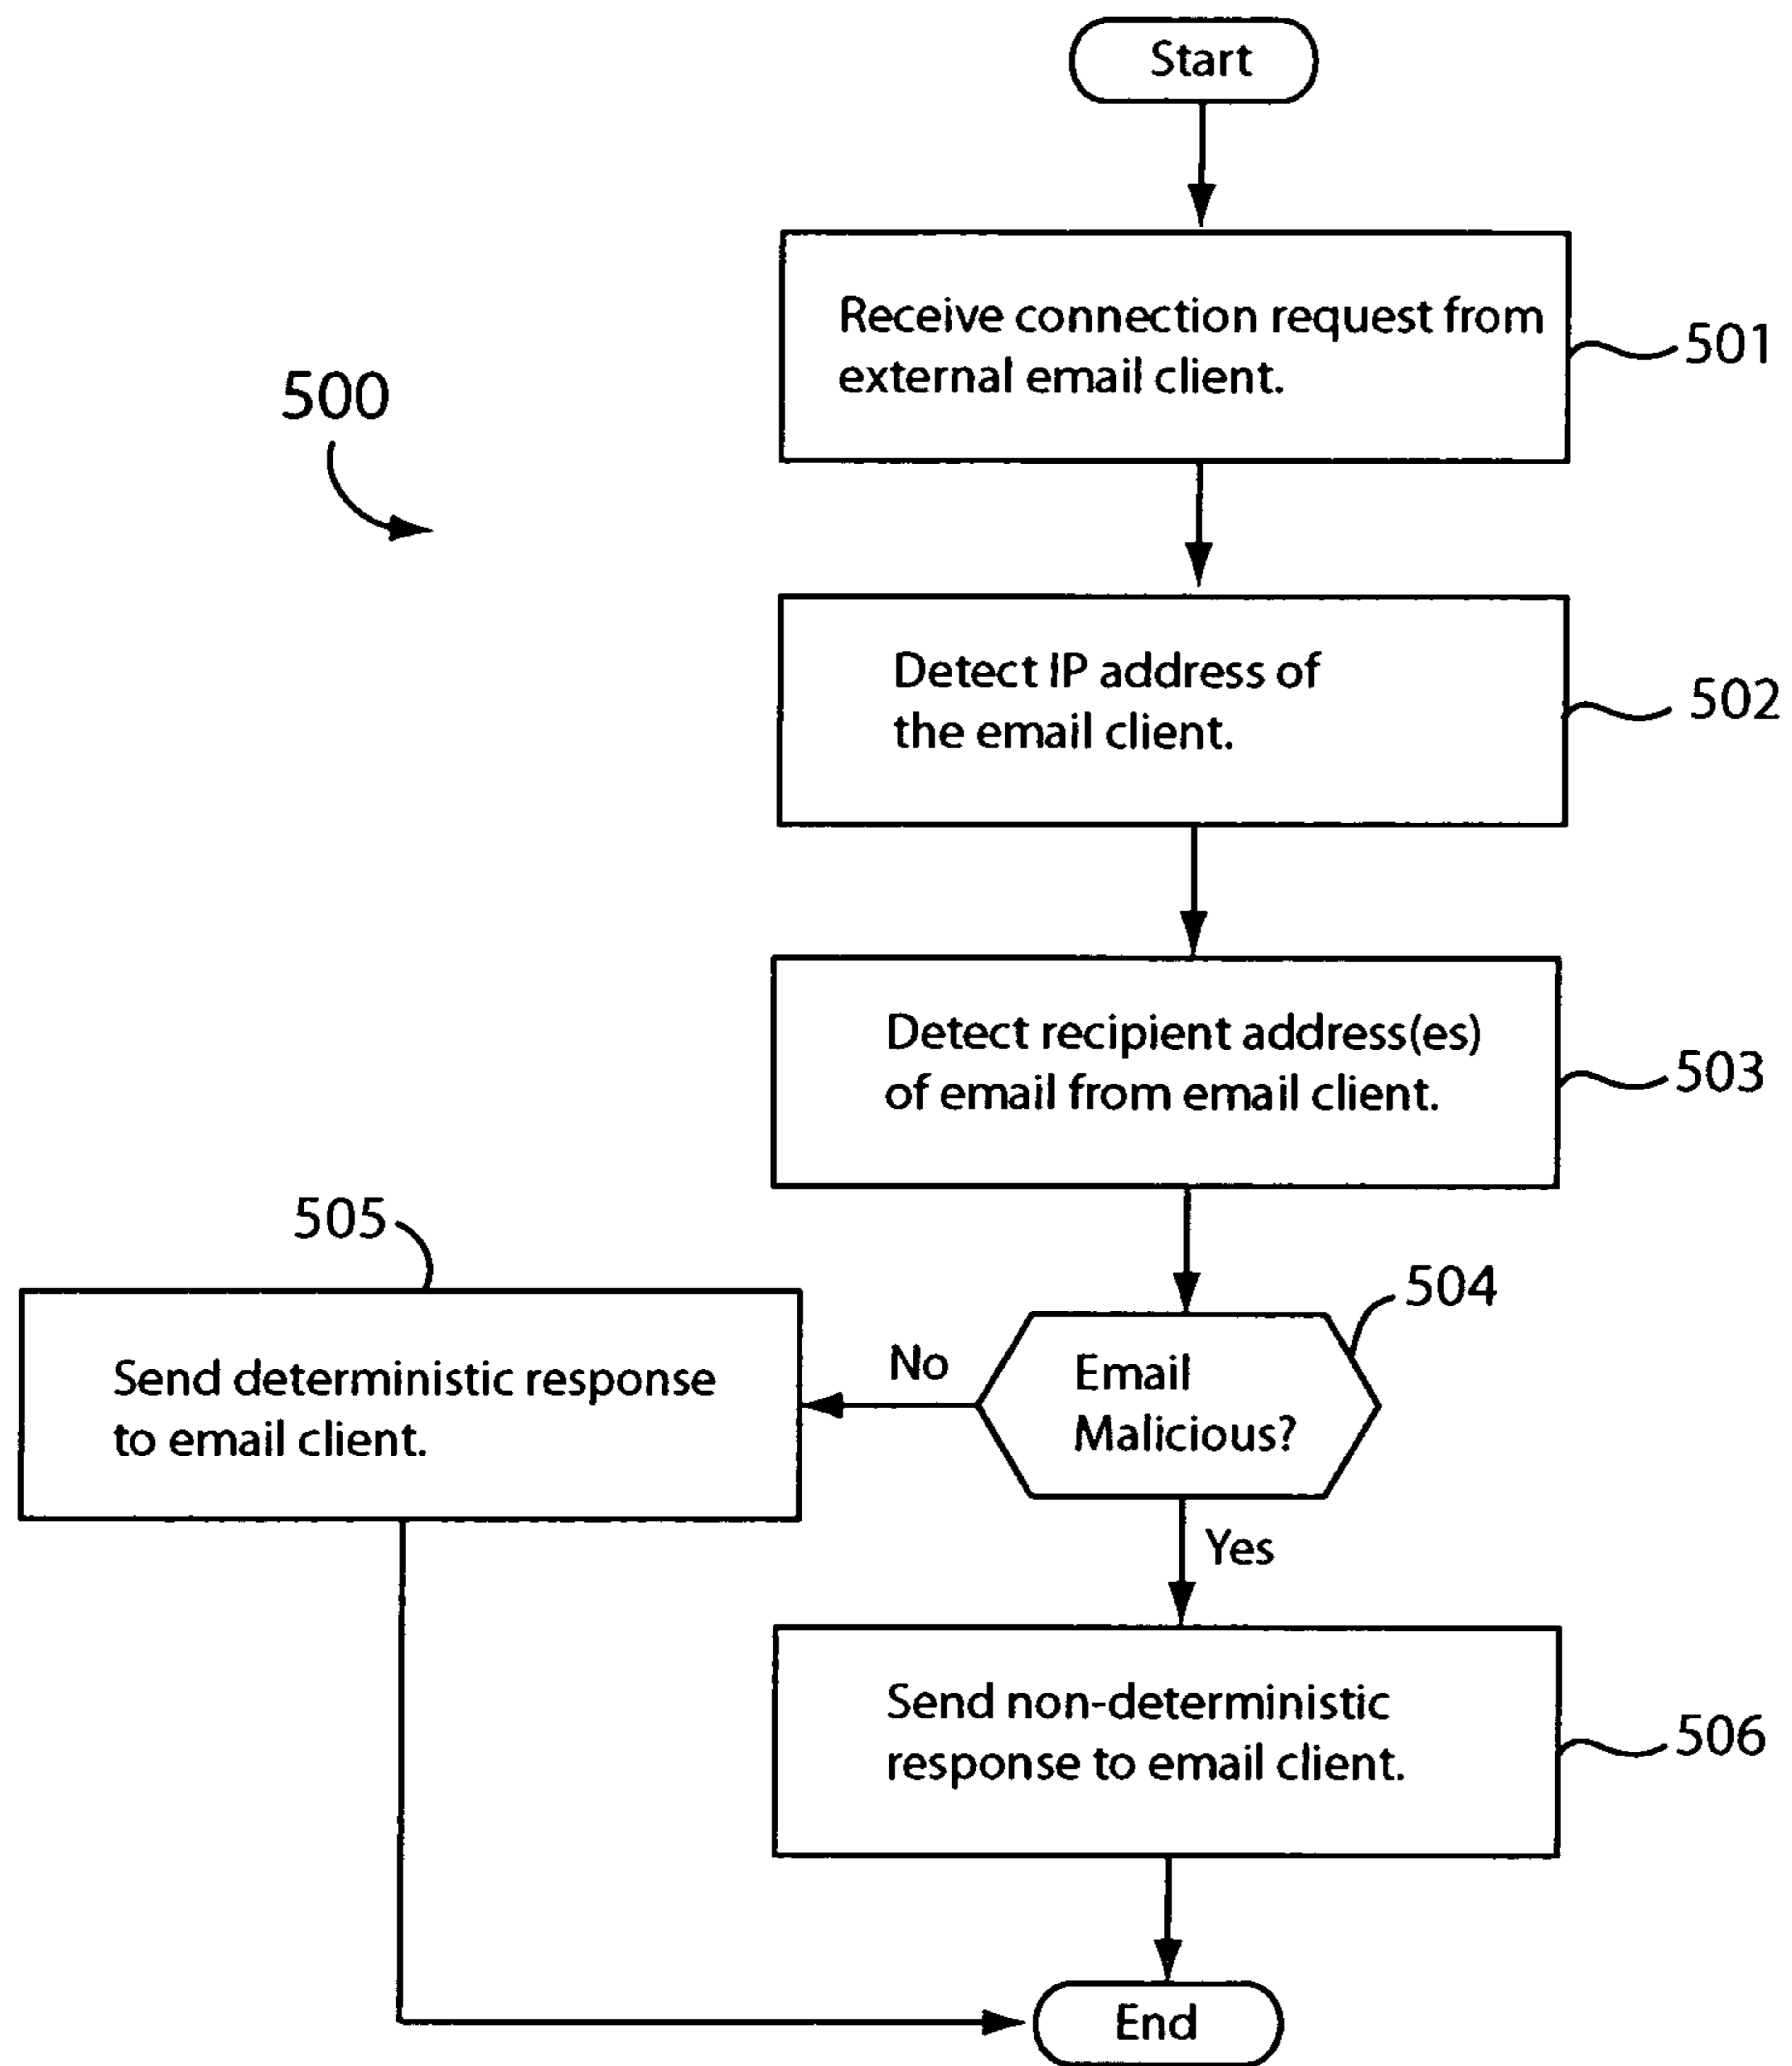 Start
Receive connection request from
external email client.
501
500
Detect IP address of
the email client.
502
Detect recipient address(es)
of email from email client.
503
505
504
Send deterministic response
to email client.
No
Email
Malicious?
Yes
Send non-deterministic
response to email client.
506
End